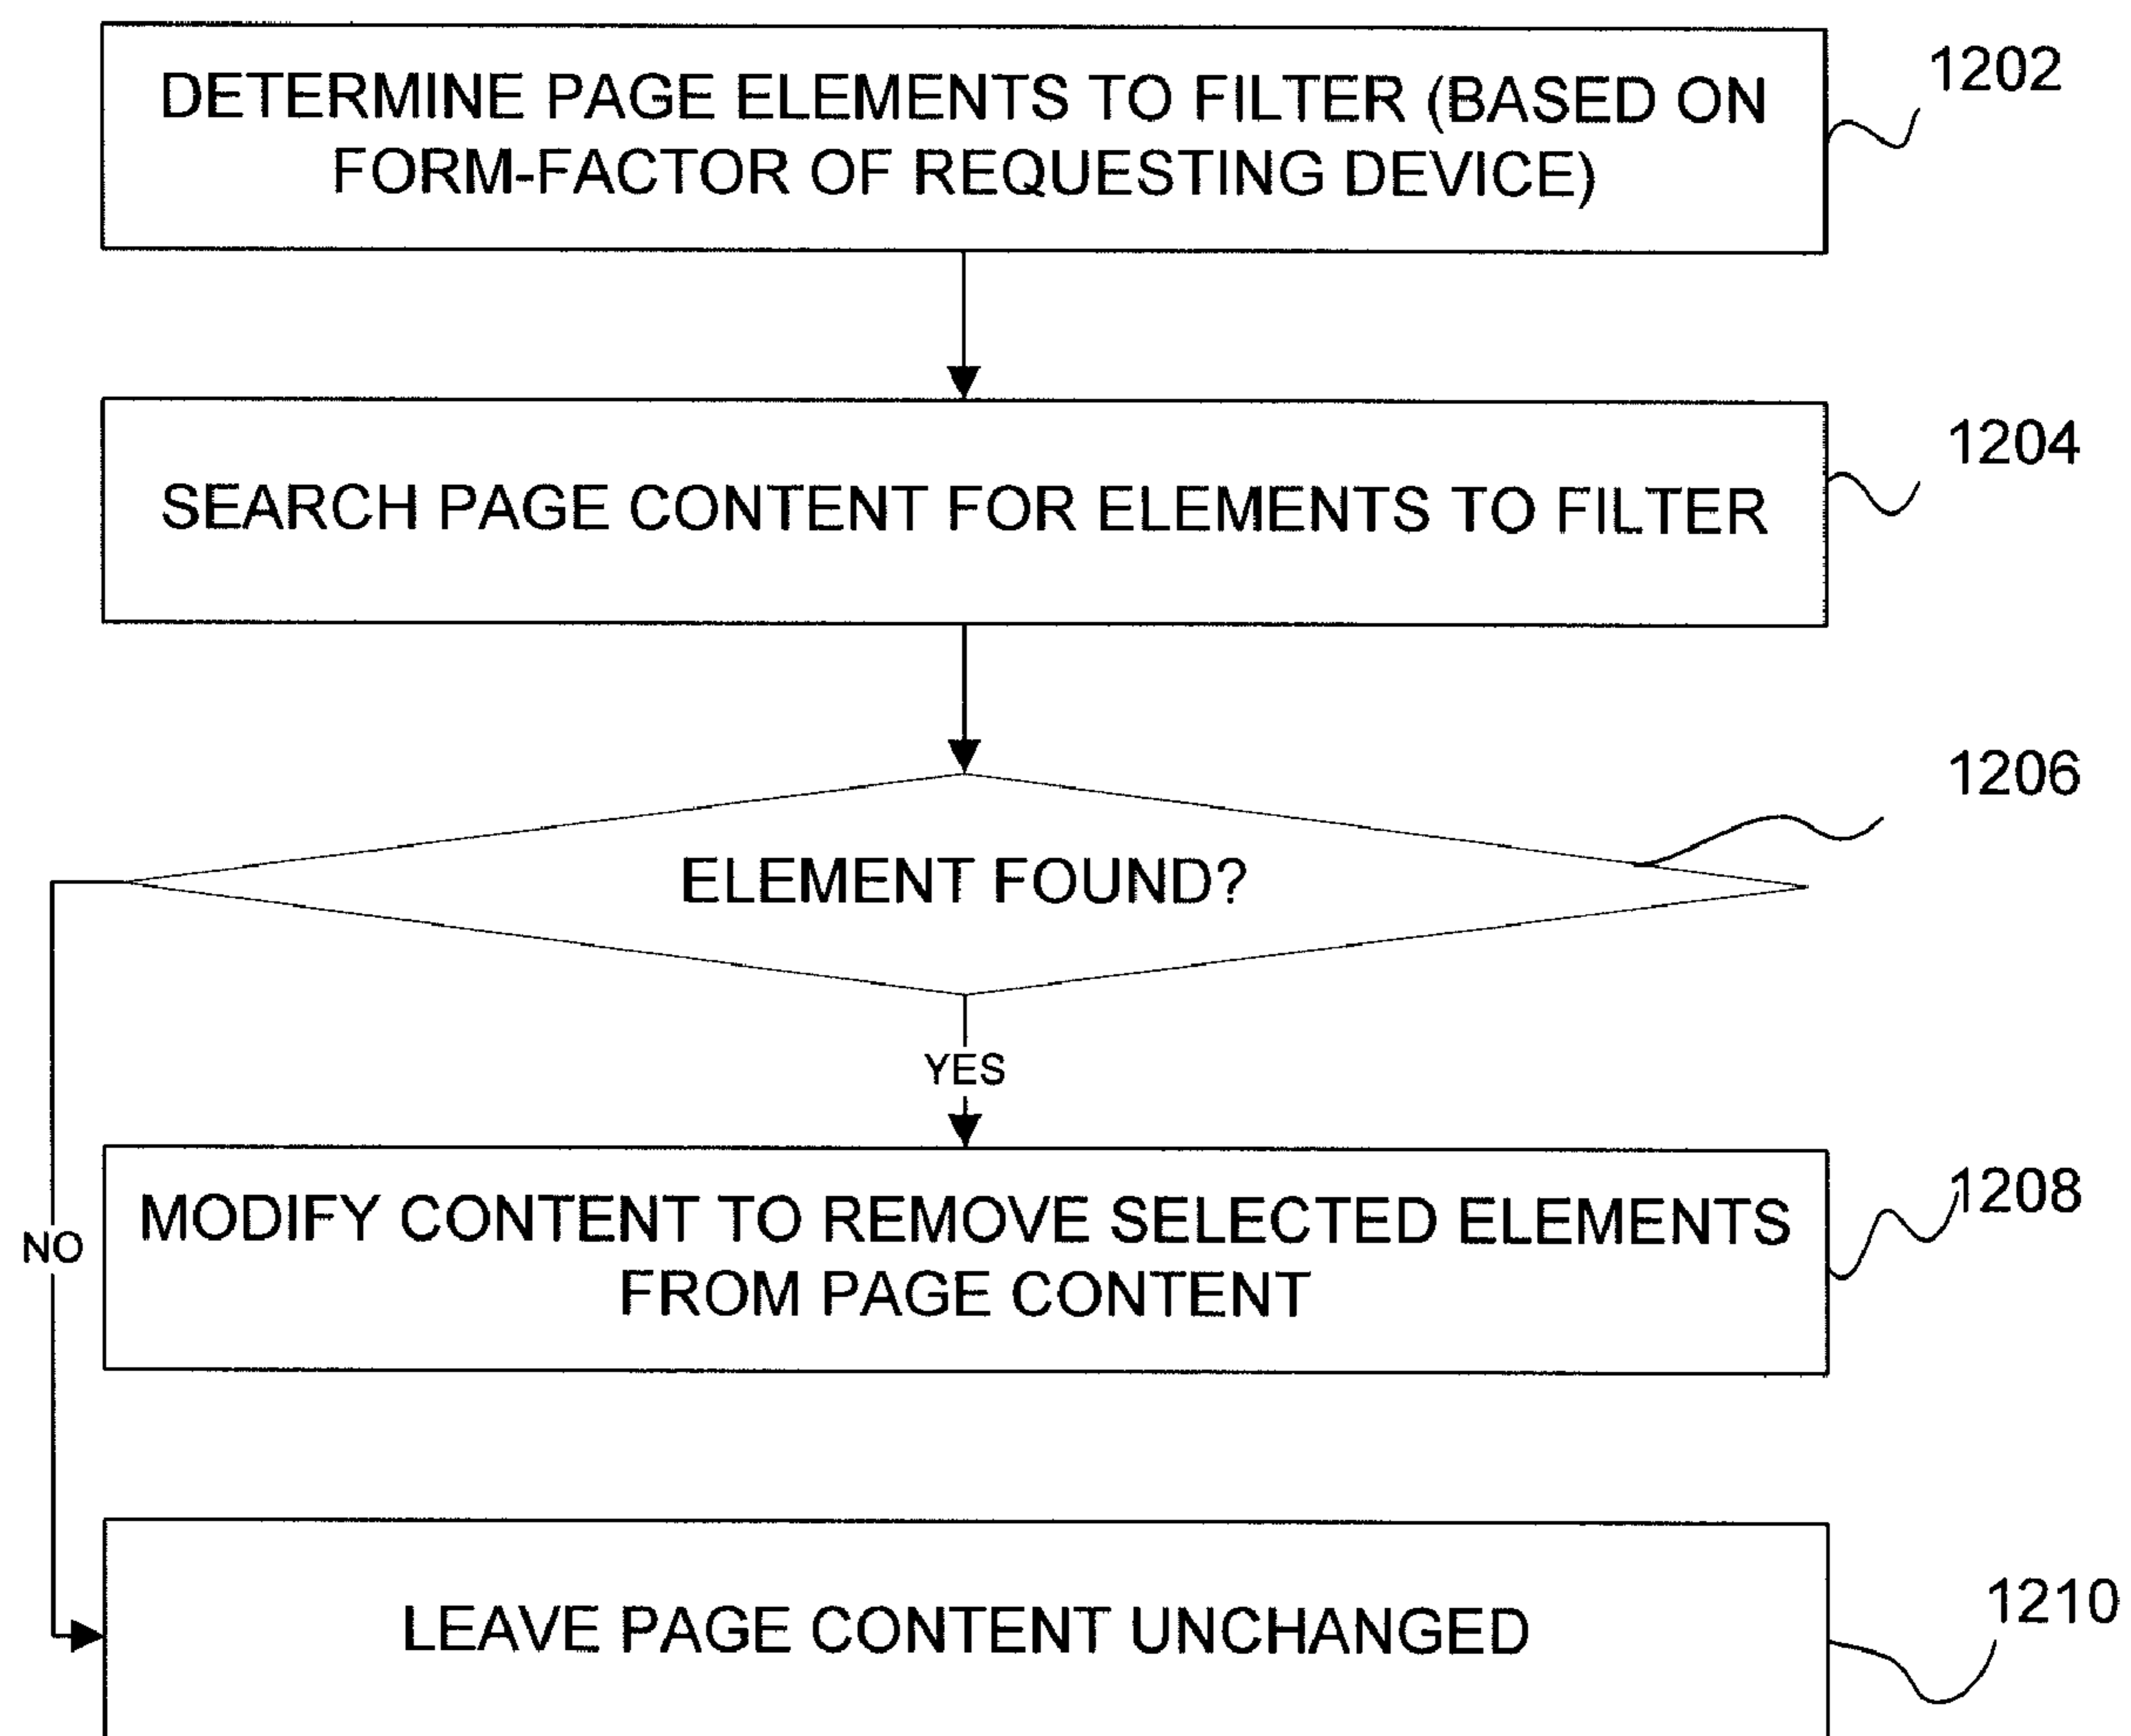 DETERMINE PAGE ELEMENTS TO FILTER (BASED ON
FORM-FACTOR OF REQUESTING DEVICE)
1202
SEARCH PAGE CONTENT FOR ELEMENTS TO FILTER
1204
ELEMENT FOUND?
1206
YES
NO
MODIFY CONTENT TO REMOVE SELECTED ELEMENTS
FROM PAGE CONTENT
1208
LEAVE PAGE CONTENT UNCHANGED
1210